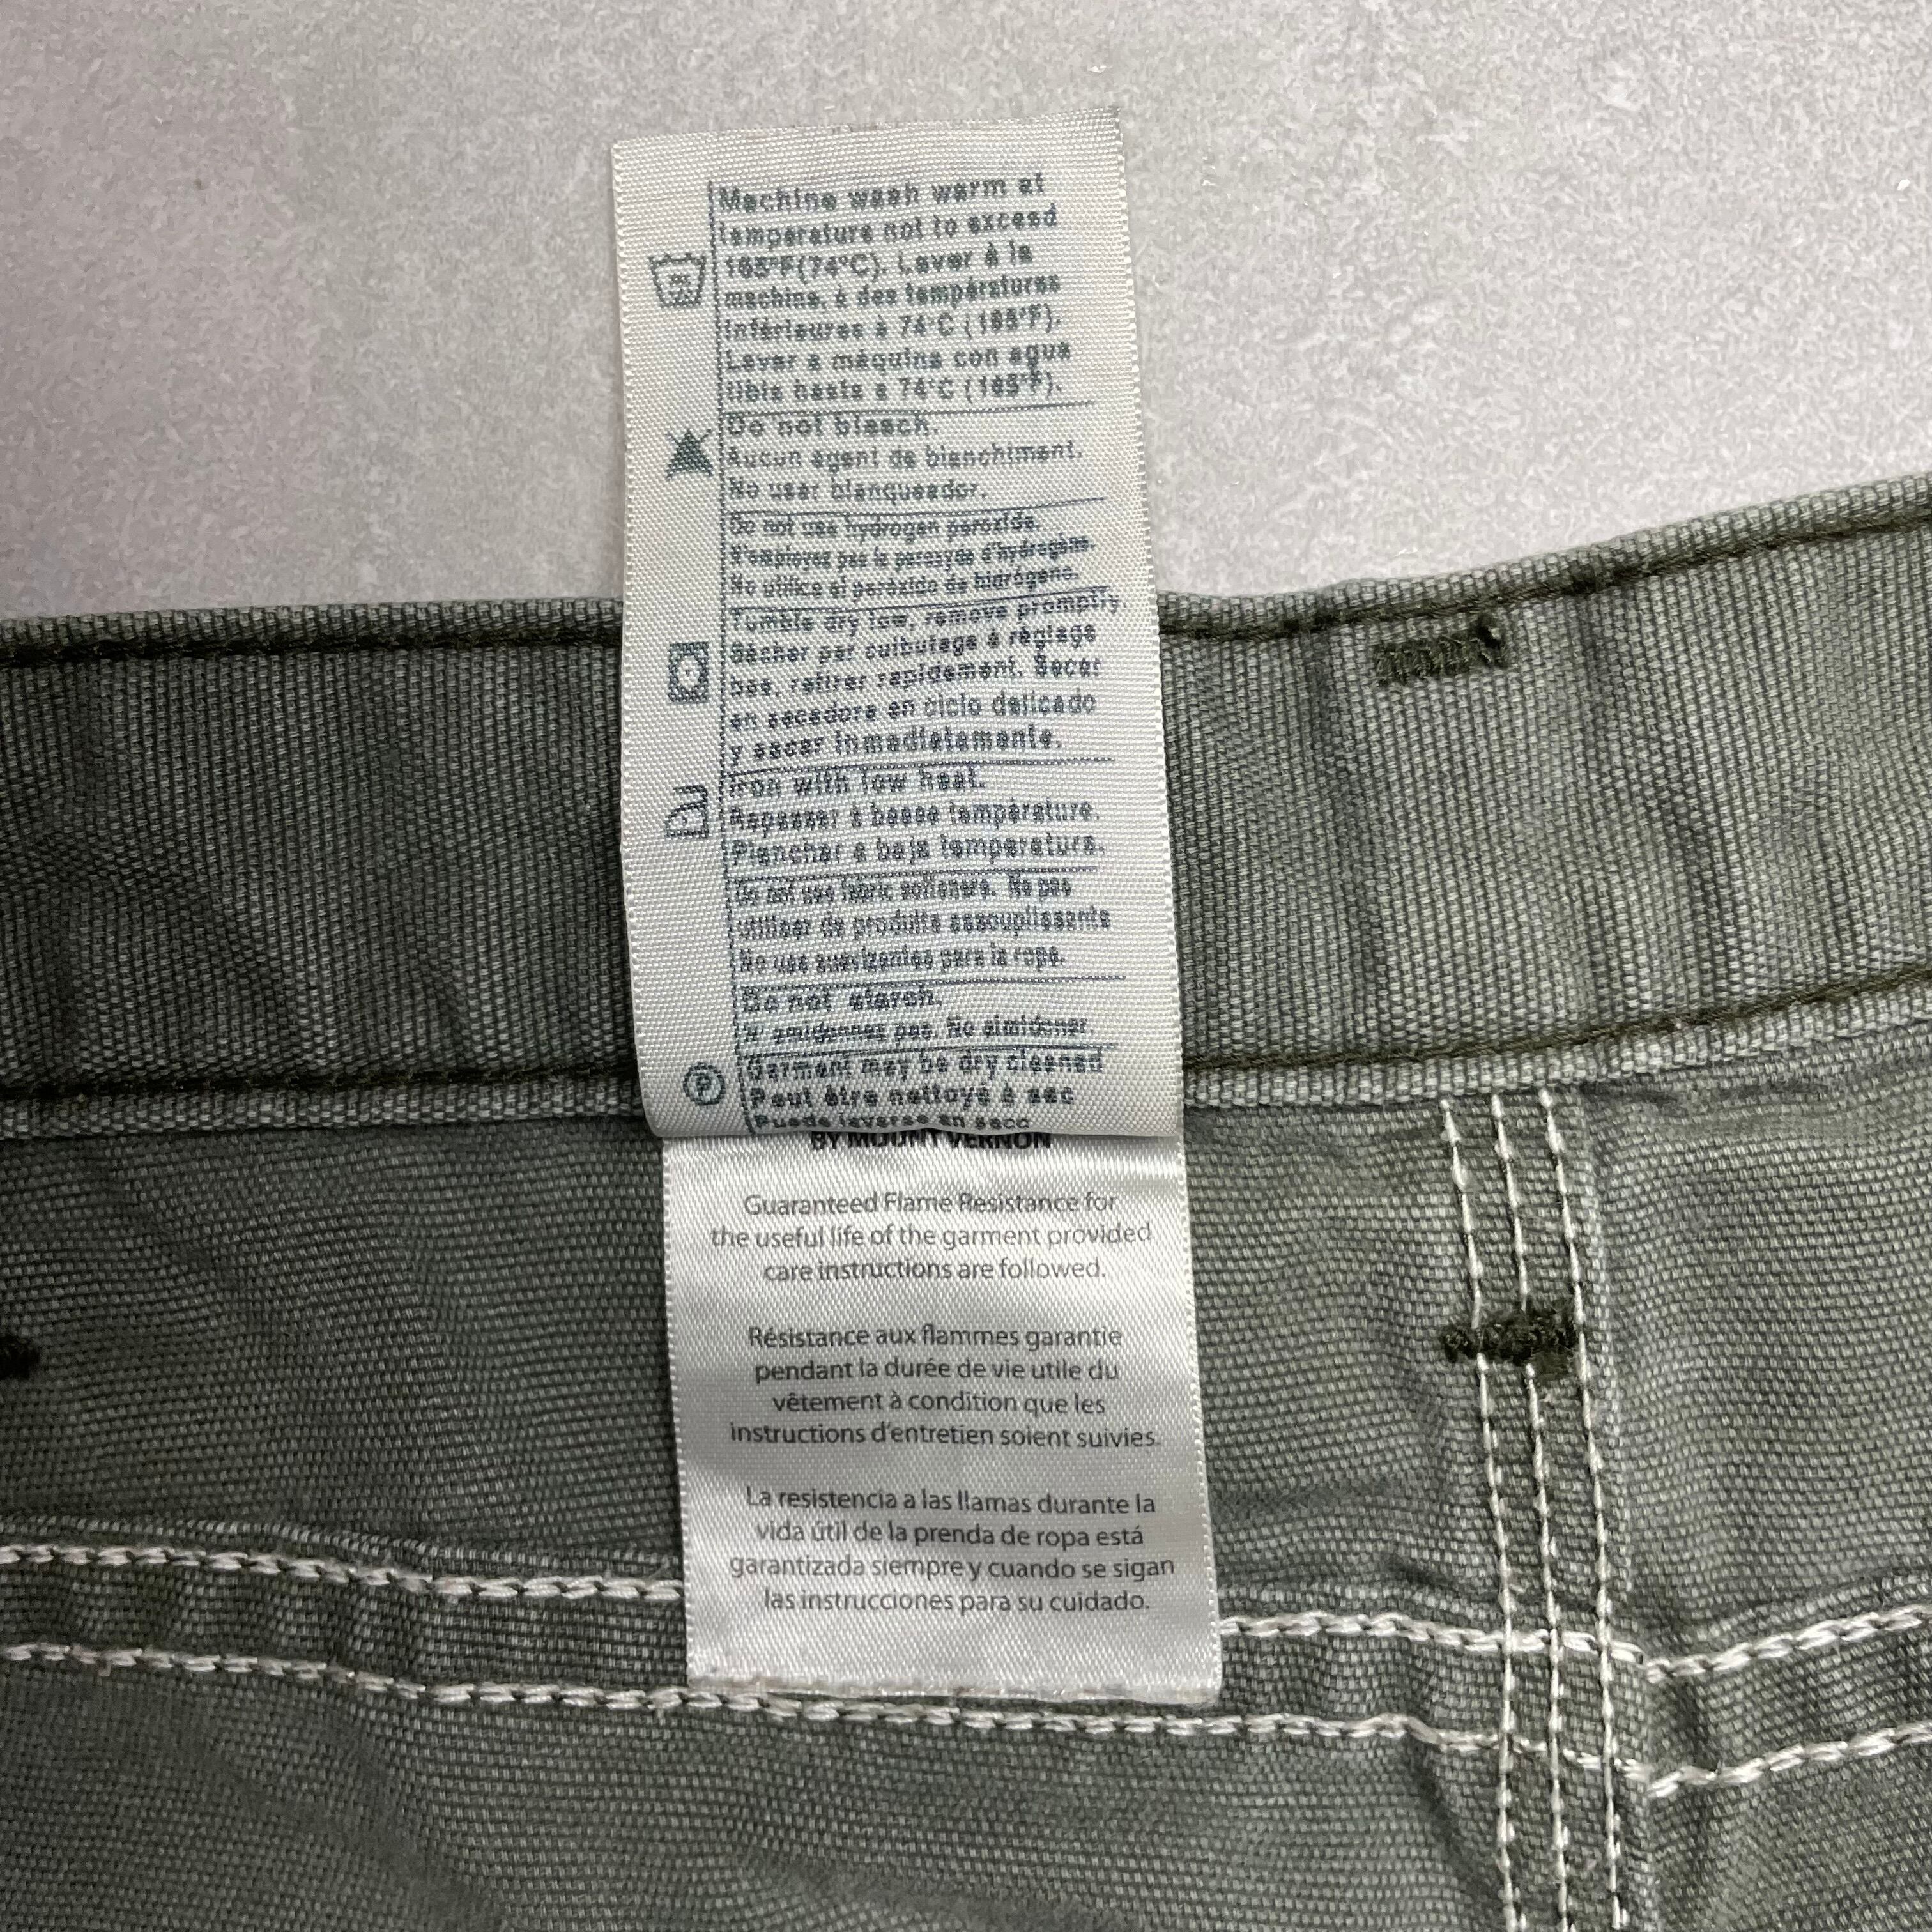 Machine wash warm at
temperature not to exceed
165°F(74°C). Laver à la
machine, à des températures
inférieures à 74°C (165°F).
Lavar a máquina con agua
tibia hasta a 74°C (165°F).
Do not bleach.
Aucun agent de blanchiment.
No usar blanqueador.
Do not use hydrogen peroxide.
N'employez pas le peroxyde d'hydrogène.
No utilice el peróxido de hidrógeno.
Tumble dry low, remove promptly.
Sécher par culbutage à réglage
bas, retirer rapidement. Secar
en secadora en ciclo delicado
y sacar inmediatamente.
Iron with low heat.
Repasser à basse température.
Planchar a baja temperatura.
Do not use fabric softeners. Ne pas
utiliser de produits assouplissants
No use suavizantes para la ropa.
Do not starch.
N' amidonnez pas. No almidonar.
P
Garment may be dry cleaned
Peut être nettoyé à sec
Puede lavarse en seco
BY MOUNT VERNON
Guaranteed Flame Resistance for
the useful life of the garment provided
care instructions are followed.
Résistance aux flammes garantie
pendant la durée de vie utile du
vêtement à condition que les
instructions d'entretien soient suivies.
La resistencia a las llamas durante la
vida útil de la prenda de ropa está
garantizada siempre y cuando se sigan
las instrucciones para su cuidado.